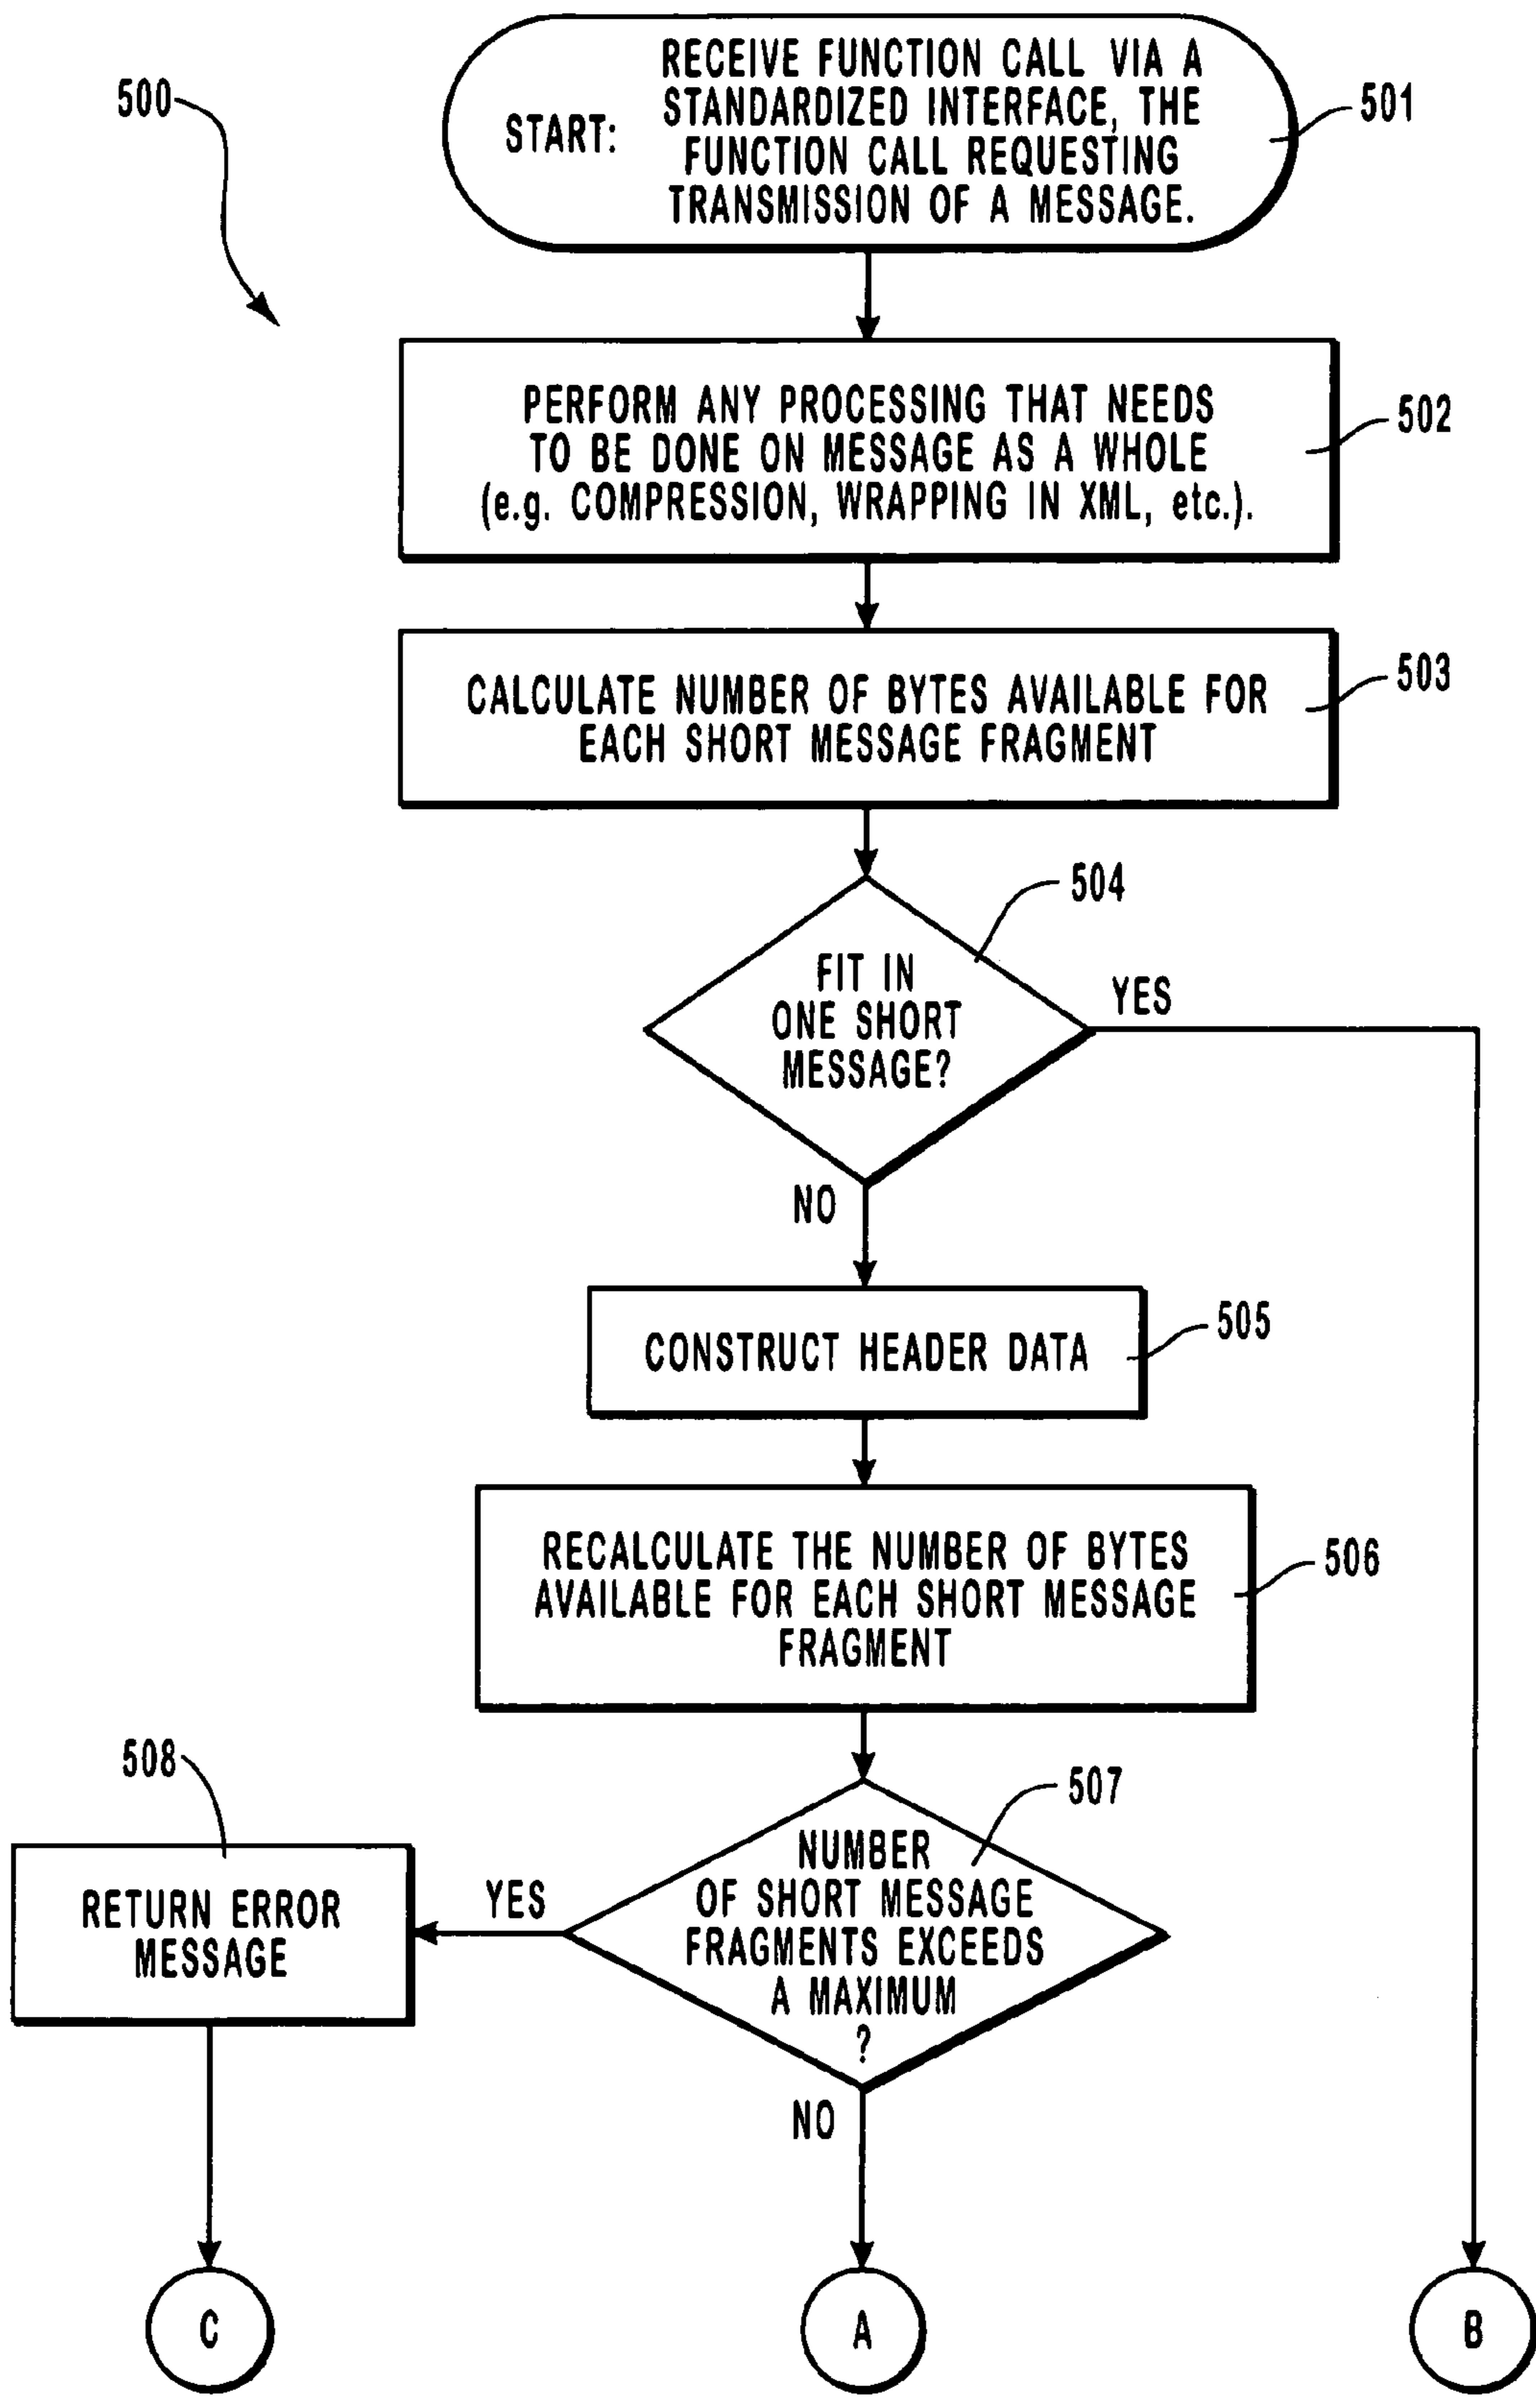 500
START:
RECEIVE FUNCTION CALL VIA A
STANDARDIZED INTERFACE, THE
FUNCTION CALL REQUESTING
TRANSMISSION OF A MESSAGE.
501
PERFORM ANY PROCESSING THAT NEEDS
TO BE DONE ON MESSAGE AS A WHOLE
(e.g. COMPRESSION, WRAPPING IN XML, etc.).
502
CALCULATE NUMBER OF BYTES AVAILABLE FOR
EACH SHORT MESSAGE FRAGMENT
503
504
FIT IN
ONE SHORT
MESSAGE?
YES
NO
CONSTRUCT HEADER DATA
505
RECALCULATE THE NUMBER OF BYTES
AVAILABLE FOR EACH SHORT MESSAGE
FRAGMENT
506
507
NUMBER
OF SHORT MESSAGE
FRAGMENTS EXCEEDS
A MAXIMUM
?
YES
508
RETURN ERROR
MESSAGE
NO
C
A
B